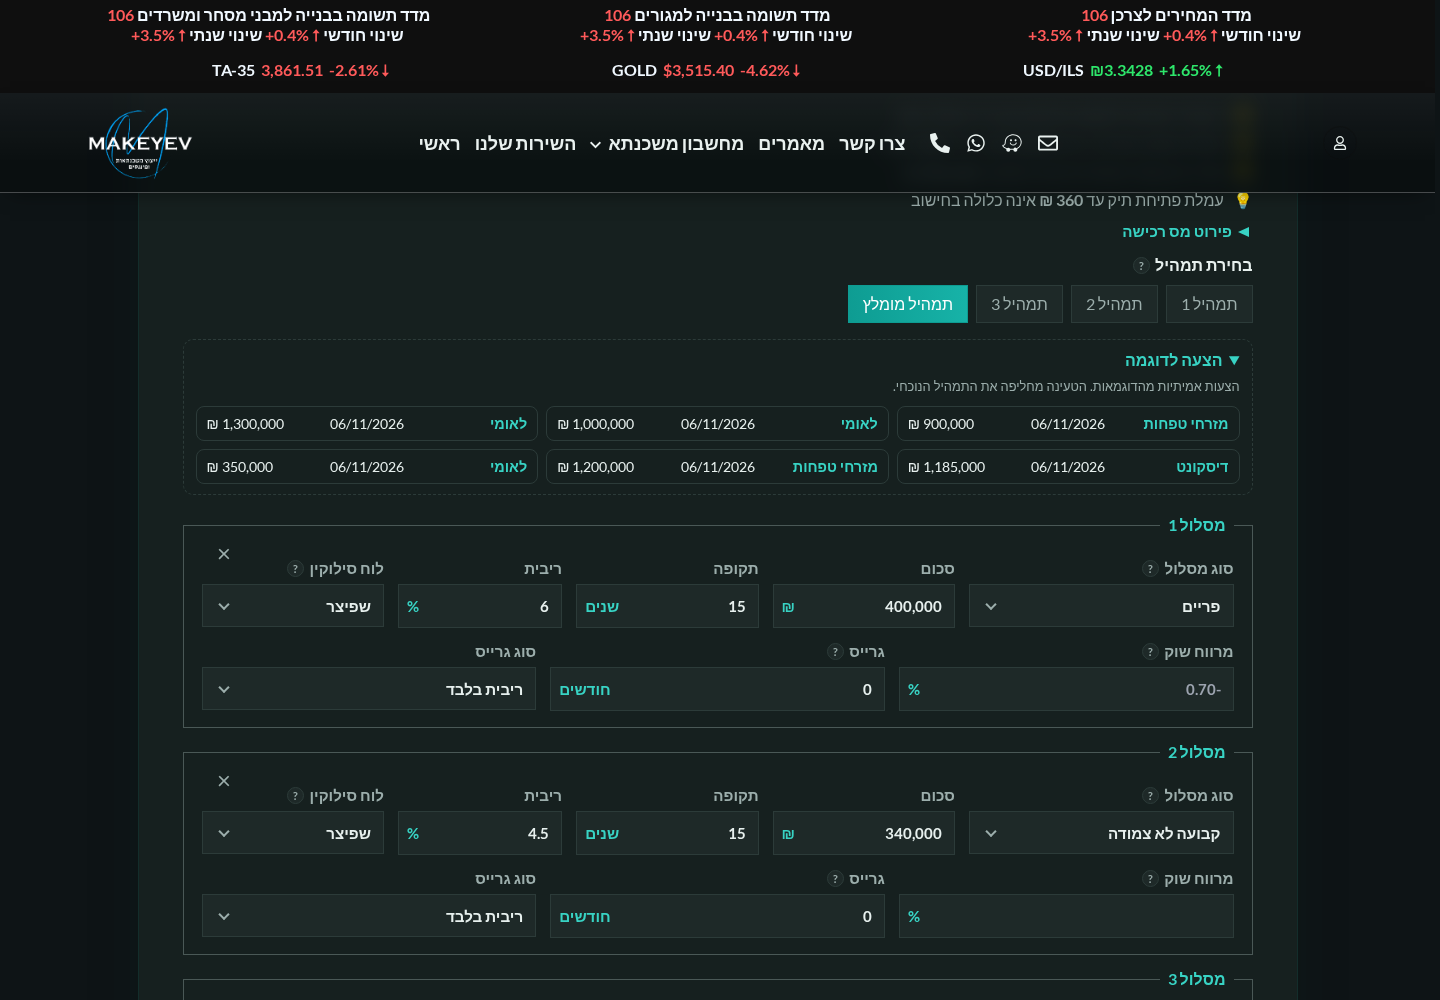 מדד המחירים לצרכן 106
שינוי חודשי ↑ +0.4% שינוי שנתי ↑ +3.5%
מדד תשומה בבנייה למגורים 106
שינוי חודשי ↑ +0.4% שינוי שנתי ↑ +3.5%
מדד תשומה בבנייה למבני מסחר ומשרדים 106
שינוי חודשי ↑ +0.4% שינוי שנתי ↑ +3.5%
USD/ILS ₪3.3428 +1.65% ↑
GOLD $3,515.40 -4.62% ↓
TA-35 3,861.51 -2.61% ↓
צרו קשר מאמרים מחשבון משכנתא השירות שלנו ראשי
MAKEYEV
ייעוץ משכנתאות
ופיננסים
💡 עמלת פתיחת תיק עד 360 ₪ אינה כלולה בחישוב
◀ פירוט מס רכישה
בחירת תמהיל ?
תמהיל 1 תמהיל 2 תמהיל 3 תמהיל מומלץ
▼ הצעה לדוגמה
הצעות אמיתיות מהדוגמאות. הטעינה מחליפה את התמהיל הנוכחי.
מזרחי טפחות 06/11/2026 900,000 ₪
לאומי 06/11/2026 1,000,000 ₪
לאומי 06/11/2026 1,300,000 ₪
דיסקונט 06/11/2026 1,185,000 ₪
מזרחי טפחות 06/11/2026 1,200,000 ₪
לאומי 06/11/2026 350,000 ₪
מסלול 1
×
סוג מסלול ? סכום תקופה ריבית לוח סילוקין ?
פריים 400,000 ₪ 15 שנים 6 % שפיצר
מרווח שוק ? גרייס ? סוג גרייס
-0.70 % 0 חודשים ריבית בלבד
מסלול 2
×
סוג מסלול ? סכום תקופה ריבית לוח סילוקין ?
קבועה לא צמודה 340,000 ₪ 15 שנים 4.5 % שפיצר
מרווח שוק ? גרייס ? סוג גרייס
% 0 חודשים ריבית בלבד
מסלול 3